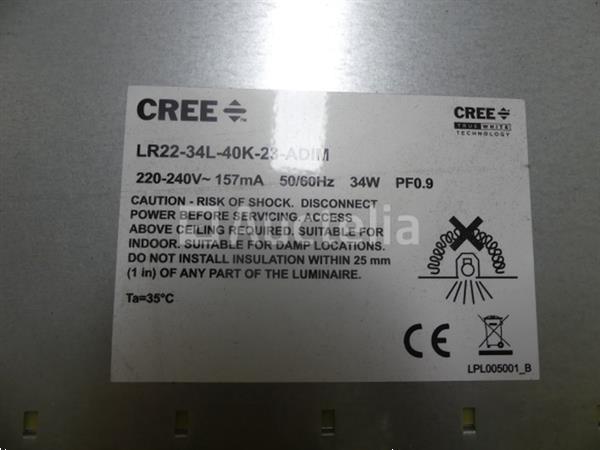 CREE
CREE
TRUEWHITE
TECHNOLOGY
LR22-34L-40K-23-ADIM
220-240V~ 157mA 50/60Hz 34W PF0.9
CAUTION - RISK OF SHOCK. DISCONNECT
POWER BEFORE SERVICING. ACCESS
ABOVE CEILING REQUIRED. SUITABLE FOR
INDOOR. SUITABLE FOR DAMP LOCATIONS.
DO NOT INSTALL INSULATION WITHIN 25 mm
(1 in) OF ANY PART OF THE LUMINAIRE.
Ta=35°C
CE
LPL005001_B